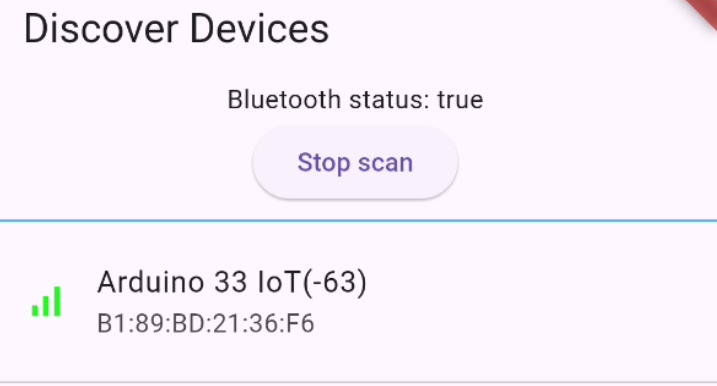 Discover Devices
Bluetooth status: true
Stop scan
Arduino 33 IoT(-63)
B1:89:BD:21:36:F6